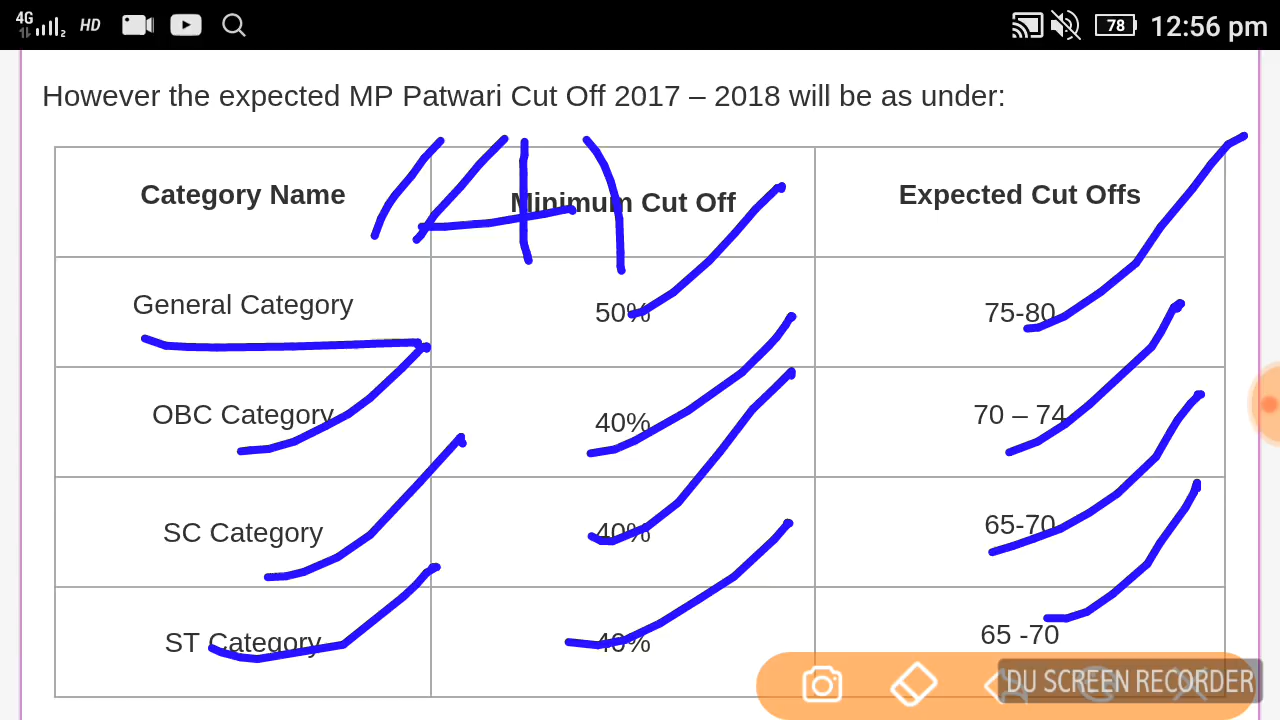 4G 2 HD 78 12:56 pm
However the expected MP Patwari Cut Off 2017 – 2018 will be as under:
(4)
Category Name Minimum Cut Off Expected Cut Offs
General Category 50% 75-80
OBC Category 40% 70 – 74
SC Category 40% 65-70
ST Category 40% 65 -70
DU SCREEN RECORDER